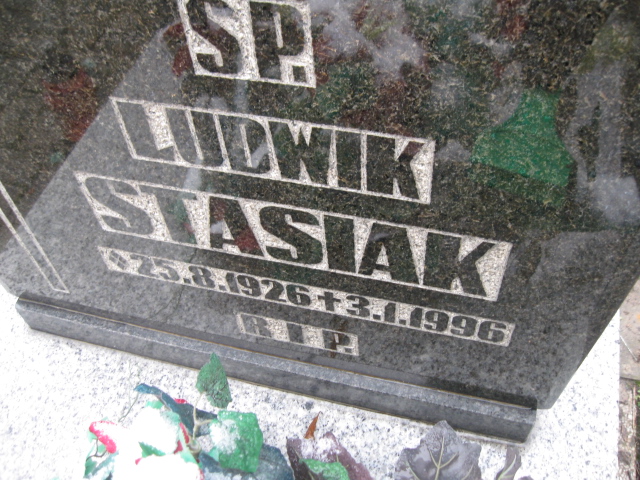 SP.
LUDWIK
STASIAK
25.8.1926 ✝ 3.1.1996
R I P.